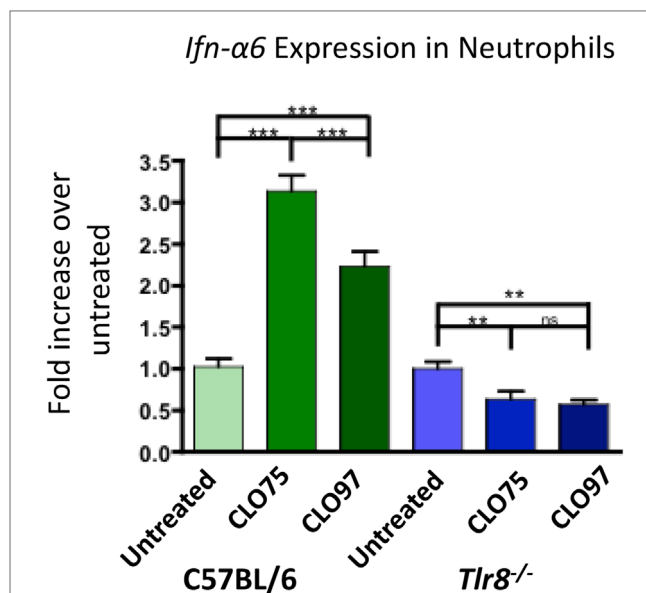 Ifn-α6 Expression in Neutrophils
***
*** ***
3.5
3.0
2.5
2.0
1.5
1.0
0.5
0.0
Fold increase over
untreated
**
** ns
Untreated
CLO75
CLO97
Untreated
CLO75
CLO97
C57BL/6
Tlr8-/-